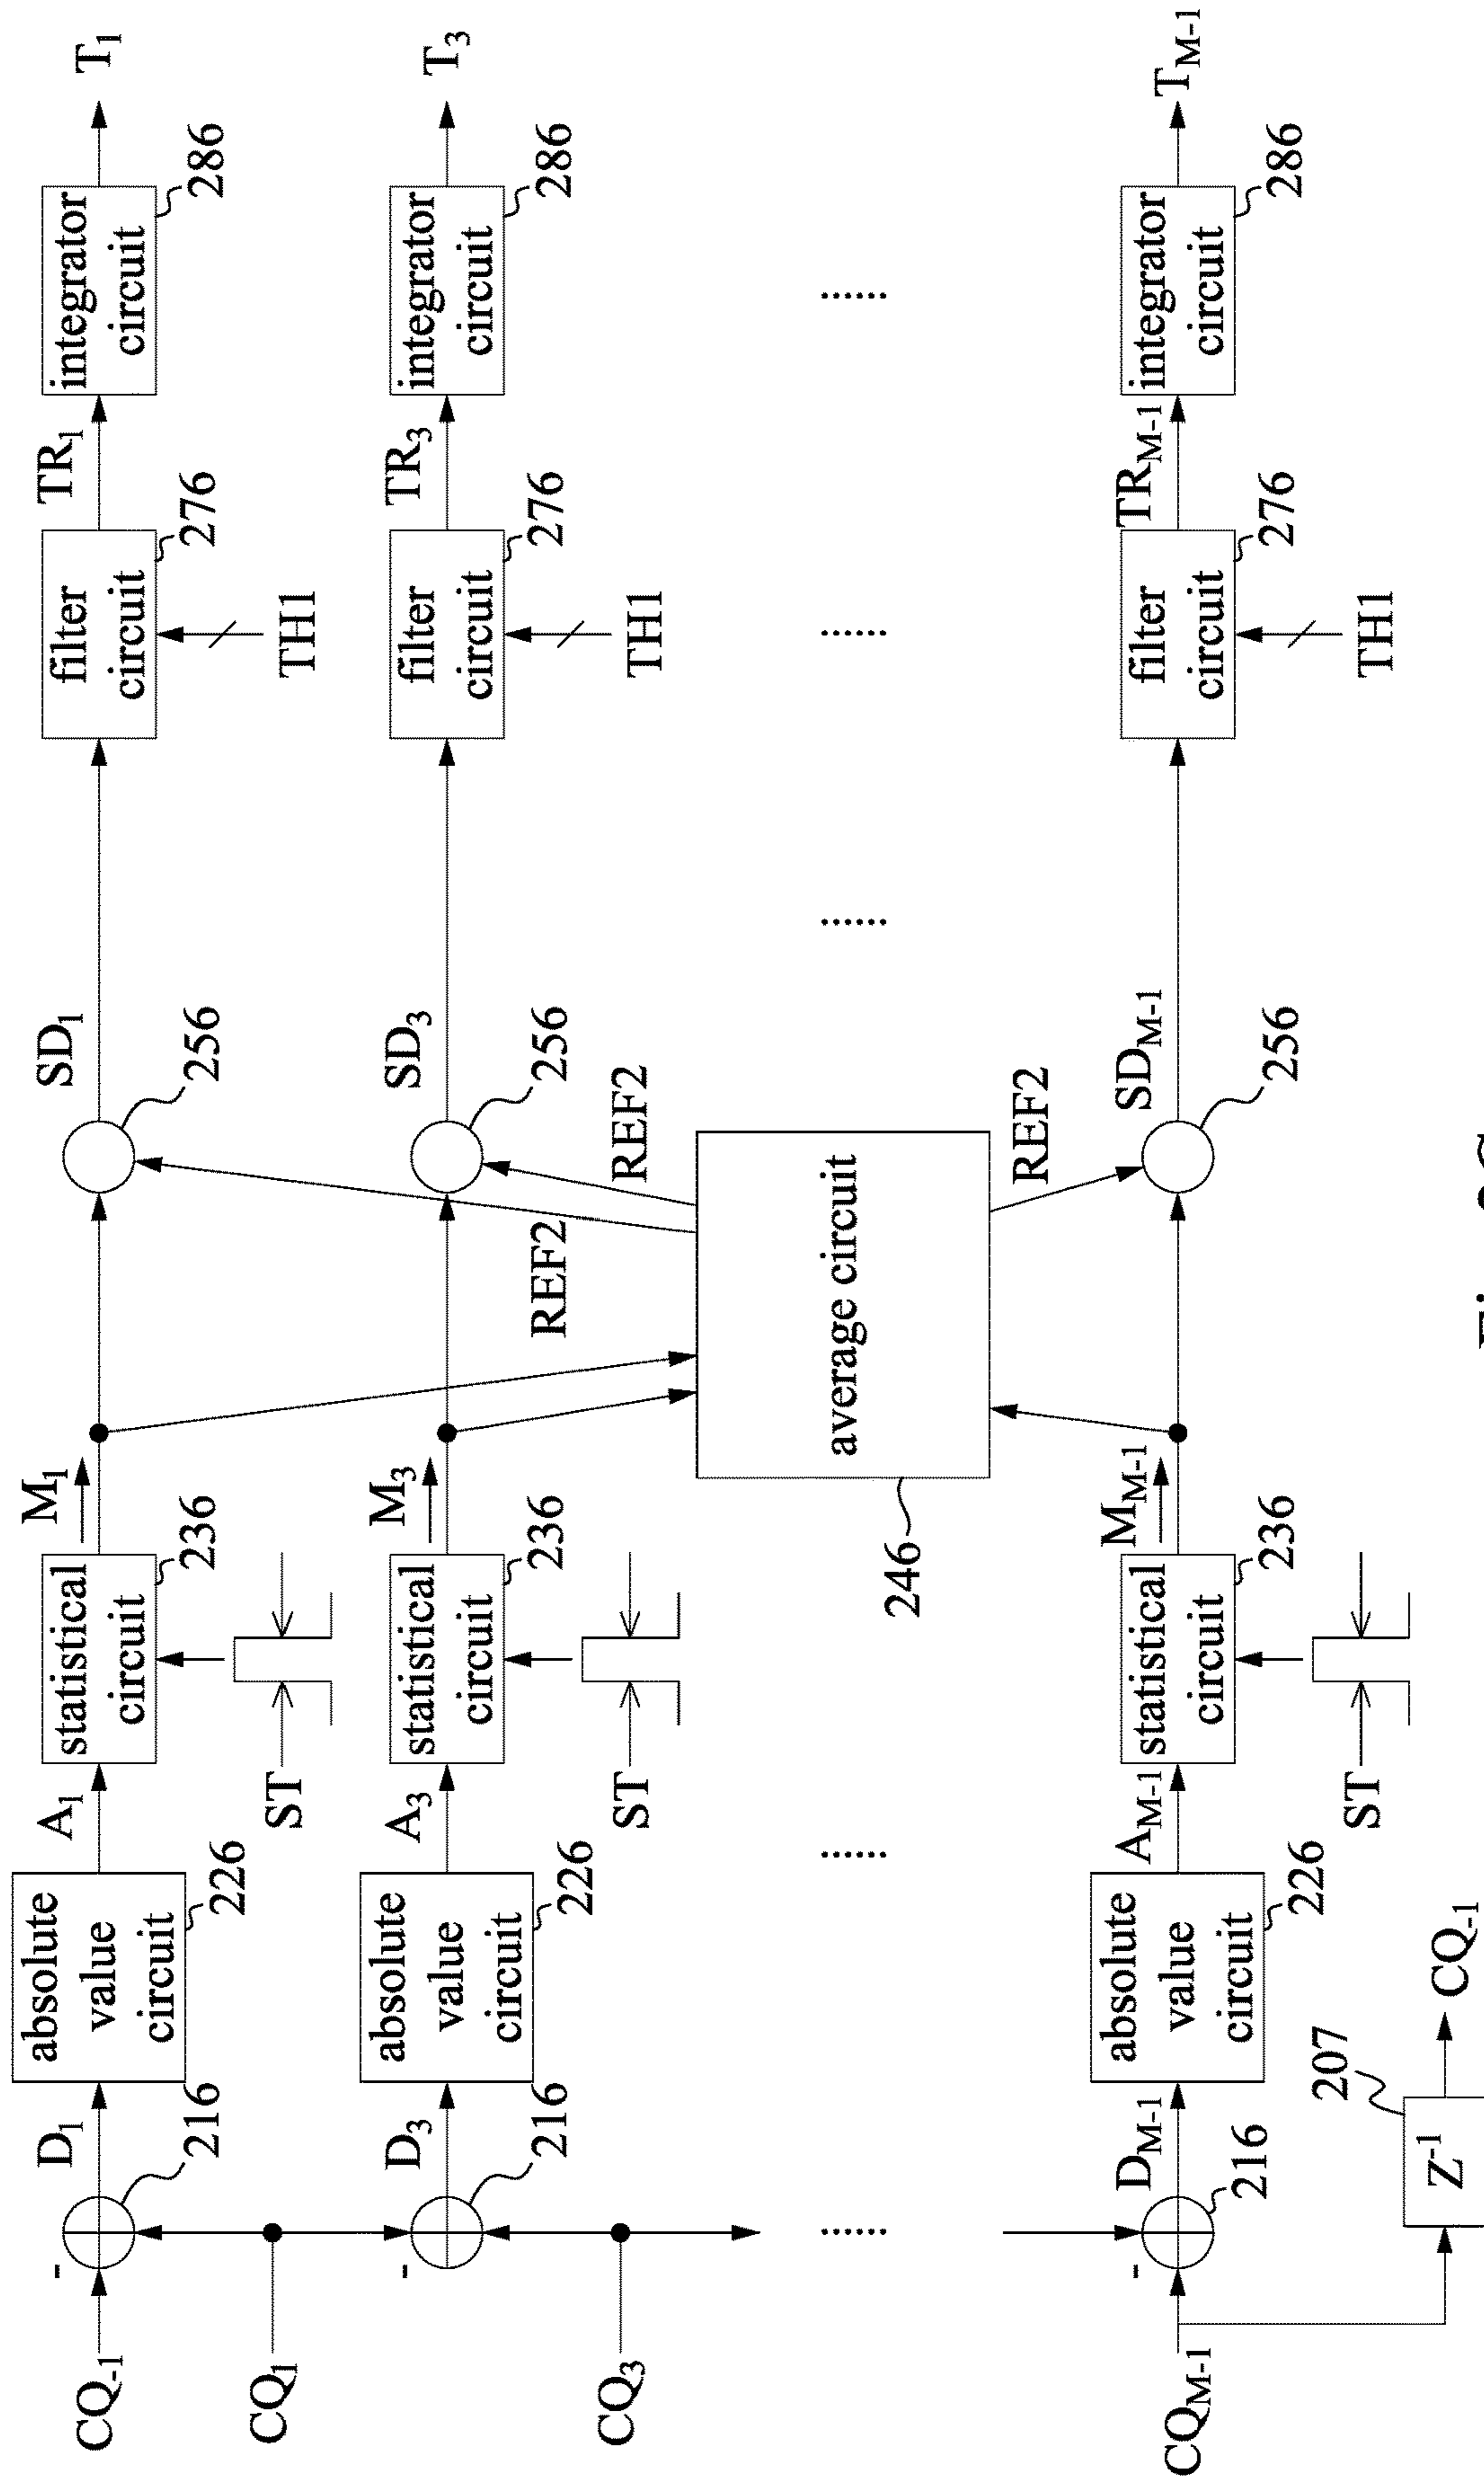 CQ-1
-
D1
216
absolute
value
circuit
226
A1
statistical
circuit
236
ST
M1
SD1
256
filter
circuit
276
TH1
TR1
integrator
circuit
286
T1
CQ1
-
D3
216
absolute
value
circuit
226
A3
statistical
circuit
236
ST
M3
REF2
SD3
256
REF2
filter
circuit
276
TH1
TR3
integrator
circuit
286
T3
CQ3
......
......
average circuit
246
......
......
......
REF2
CQM-1
-
DM-1
216
absolute
value
circuit
226
AM-1
statistical
circuit
236
ST
MM-1
SDM-1
256
filter
circuit
276
TH1
TRM-1
integrator
circuit
286
TM-1
207
Z-1
CQ-1